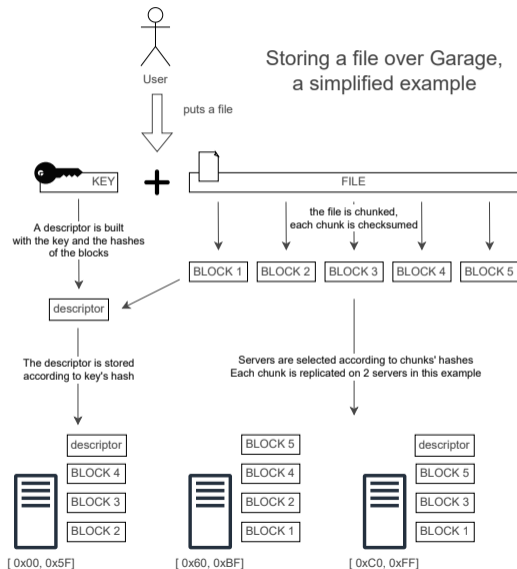 Storing a file over Garage,
a simplified example
User
puts a file
KEY
FILE
A descriptor is built
with the key and the hashes
of the blocks
the file is chunked,
each chunk is checksumed
BLOCK 1
BLOCK 2
BLOCK 3
BLOCK 4
BLOCK 5
descriptor
The descriptor is stored
according to key's hash
Servers are selected according to chunks' hashes
Each chunk is replicated on 2 servers in this example
descriptor
BLOCK 4
BLOCK 3
BLOCK 2
[ 0x00, 0x5F]
BLOCK 5
BLOCK 4
BLOCK 2
BLOCK 1
[ 0x60, 0xBF]
descriptor
BLOCK 5
BLOCK 3
BLOCK 1
[ 0xC0, 0xFF]